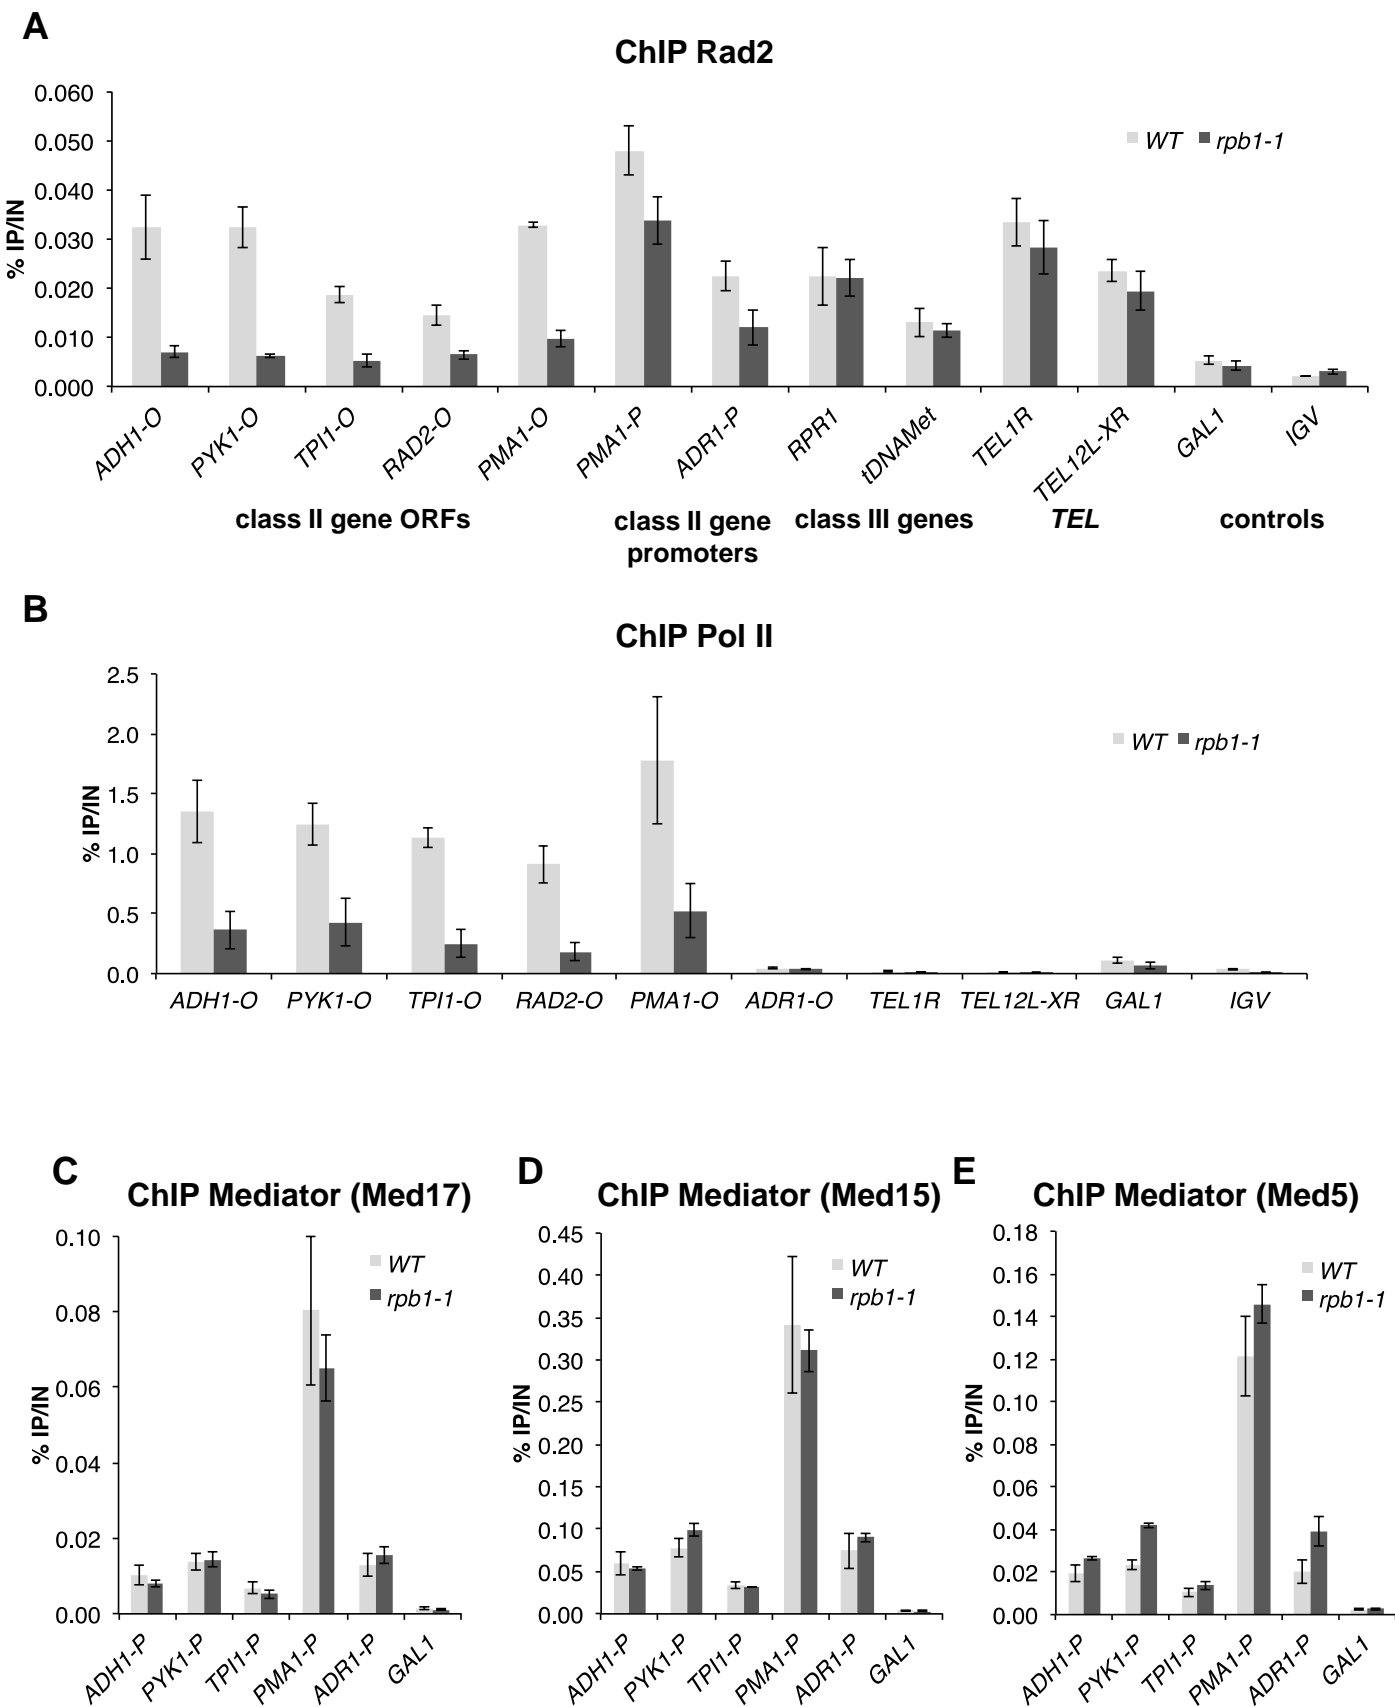 A
ChIP Rad2
0.060
0.050
0.040
0.030
0.020
0.010
0.000
% IP/IN
WT rpb1-1
ADH1-O PYK1-O TPI1-O RAD2-O PMA1-O PMA1-P ADR1-P RPR1 tDNAMet TEL1R TEL12L-XR GAL1 IGV
class II gene ORFs class II gene class III genes TEL controls
promoters
B
ChIP Pol II
2.5
2.0
1.5
1.0
0.5
0.0
% IP/IN
WT rpb1-1
ADH1-O PYK1-O TPI1-O RAD2-O PMA1-O ADR1-O TEL1R TEL12L-XR GAL1 IGV
C
ChIP Mediator (Med17)
0.10
0.08
0.06
0.04
0.02
0.00
% IP/IN
WT
rpb1-1
ADH1-P PYK1-P TPI1-P PMA1-P ADR1-P GAL1
D
ChIP Mediator (Med15)
0.45
0.40
0.35
0.30
0.25
0.20
0.15
0.10
0.05
0.00
% IP/IN
WT
rpb1-1
ADH1-P PYK1-P TPI1-P PMA1-P ADR1-P GAL1
E
ChIP Mediator (Med5)
0.18
0.16
0.14
0.12
0.10
0.08
0.06
0.04
0.02
0.00
% IP/IN
WT
rpb1-1
ADH1-P PYK1-P TPI1-P PMA1-P ADR1-P GAL1